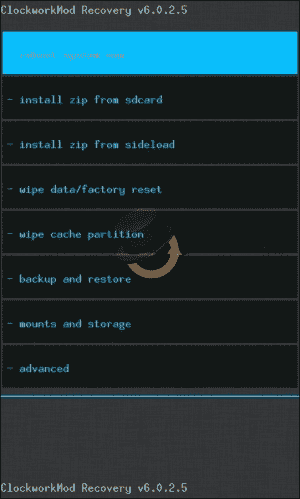 ClockworkMod Recovery v6.0.2.5
- install zip from sdcard
- install zip from sideload
- wipe data/factory reset
- wipe cache partition
- backup and restore
- mounts and storage
- advanced
ClockworkMod Recovery v6.0.2.5